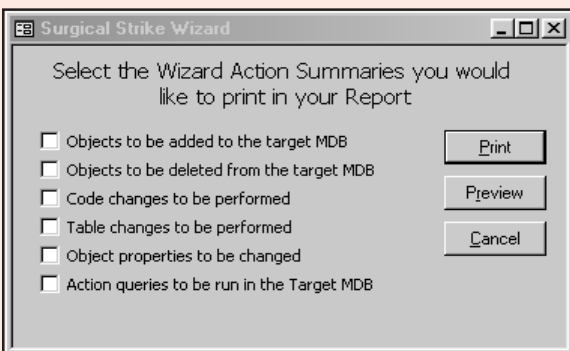 Surgical Strike Wizard
Select the Wizard Action Summaries you would
like to print in your Report
Objects to be added to the target MDB
Objects to be deleted from the target MDB
Code changes to be performed
Table changes to be performed
Object properties to be changed
Action queries to be run in the Target MDB
Print
Preview
Cancel